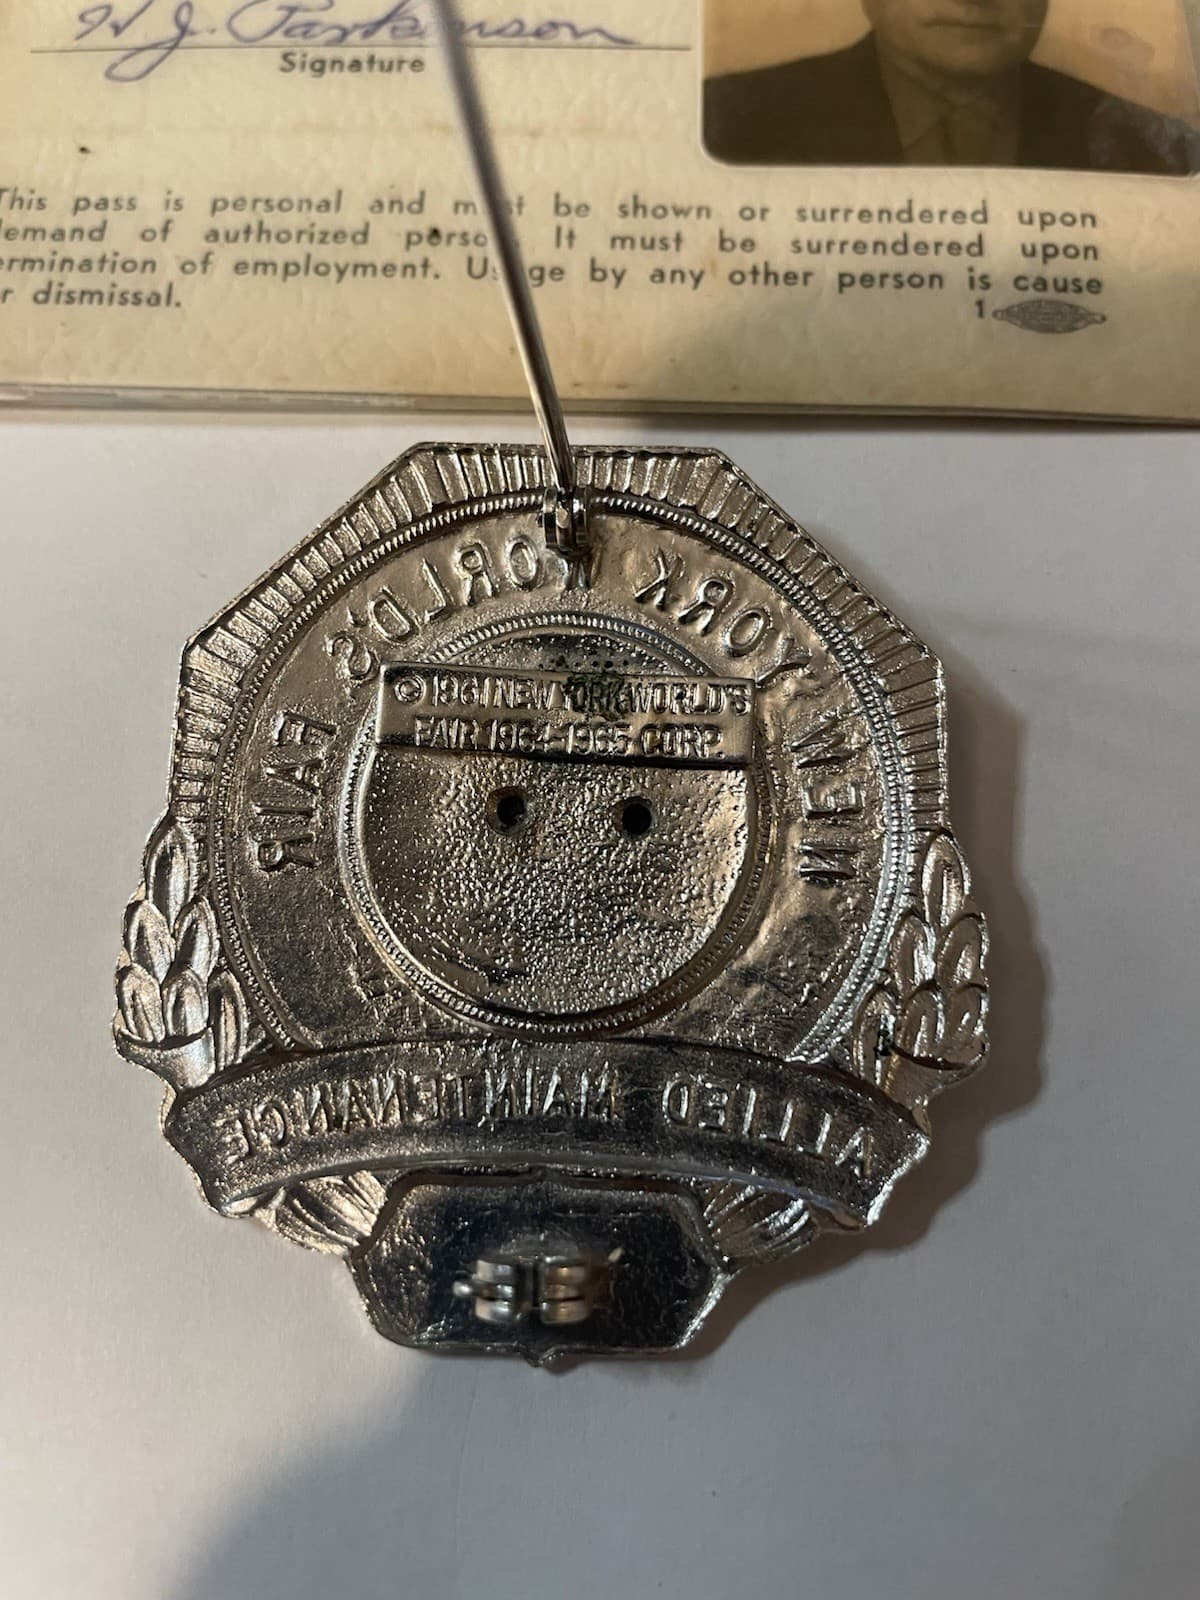 H. J. Parkinson
Signature
This pass is personal and must be shown or surrendered upon
demand of authorized person. It must be surrendered upon
ermination of employment. Usage by any other person is cause
r dismissal.
1
NEW YORK WORLD'S FAIR
© 1961 NEW YORK WORLD'S
FAIR 1964-1965 CORP.
ALLIED MAINTENANCE